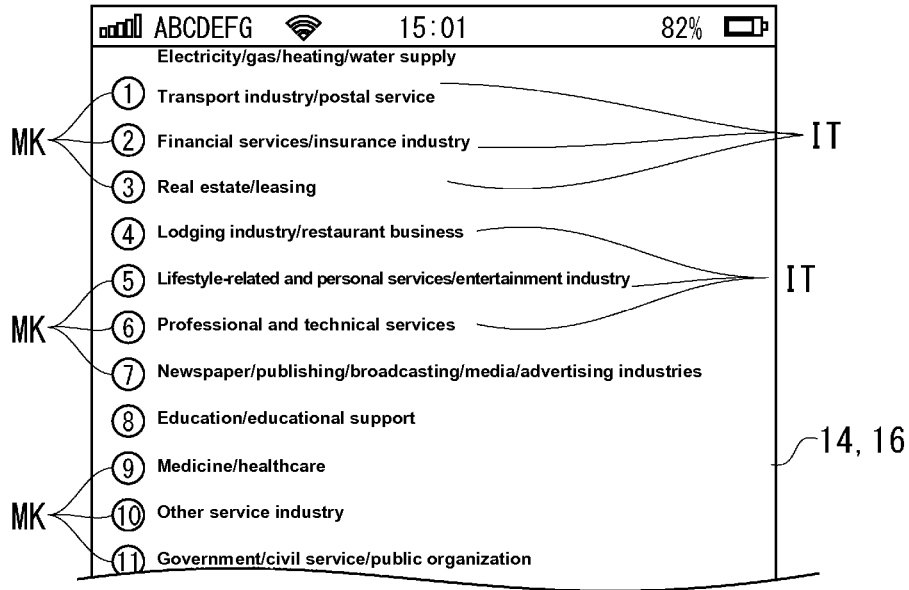 ABCDEFG 15:01 82%
Electricity/gas/heating/water supply
1 Transport industry/postal service
MK 2 Financial services/insurance industry IT
3 Real estate/leasing
4 Lodging industry/restaurant business
5 Lifestyle-related and personal services/entertainment industry IT
MK 6 Professional and technical services
7 Newspaper/publishing/broadcasting/media/advertising industries
8 Education/educational support
14, 16
9 Medicine/healthcare
MK 10 Other service industry
11 Government/civil service/public organization